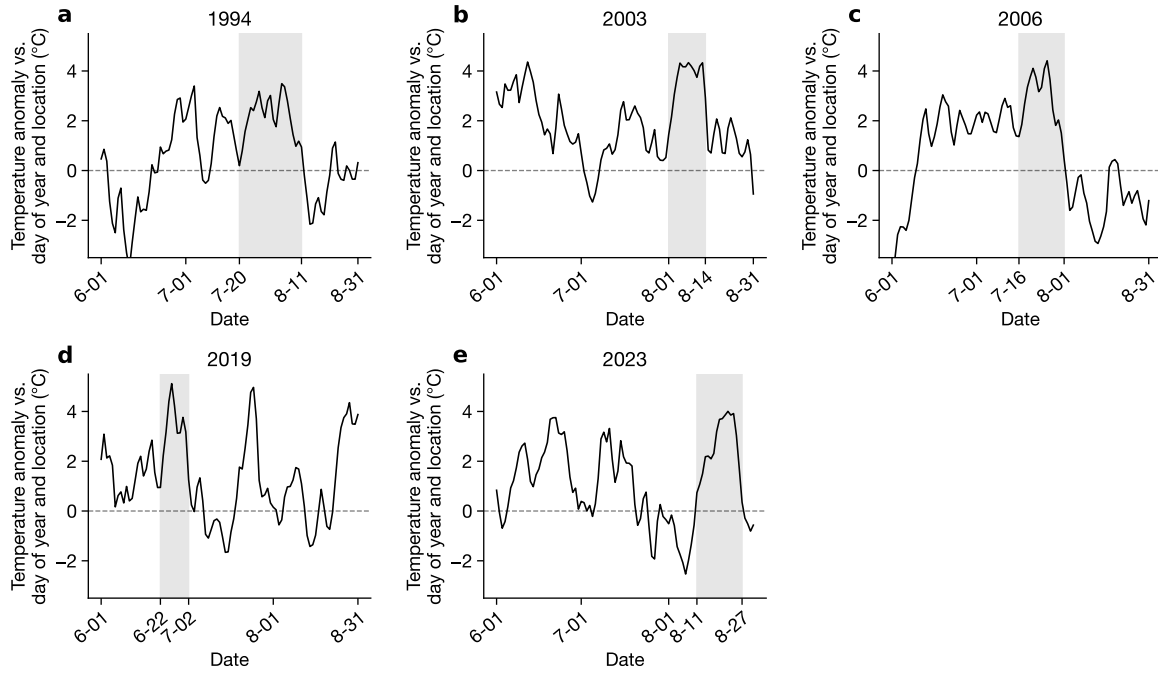 a
1994
Temperature anomaly vs.
day of year and location (°C)
4
2
0
−2
6-01
7-01
7-20
8-11
8-31
Date
b
2003
Temperature anomaly vs.
day of year and location (°C)
4
2
0
−2
6-01
7-01
8-01
8-14
8-31
Date
c
2006
Temperature anomaly vs.
day of year and location (°C)
4
2
0
−2
6-01
7-01
7-16
8-01
8-31
Date
d
2019
Temperature anomaly vs.
day of year and location (°C)
4
2
0
−2
6-01
6-22
7-02
8-01
8-31
Date
e
2023
Temperature anomaly vs.
day of year and location (°C)
4
2
0
−2
6-01
7-01
8-01
8-11
8-27
Date